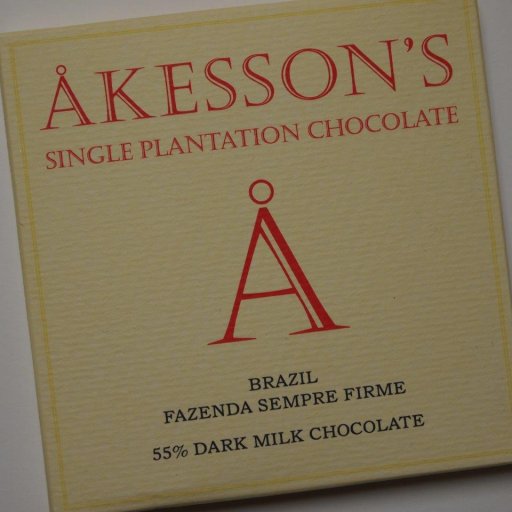 ÅKESSON'S
SINGLE PLANTATION CHOCOLATE
Å
BRAZIL
FAZENDA SEMPRE FIRME
55% DARK MILK CHOCOLATE